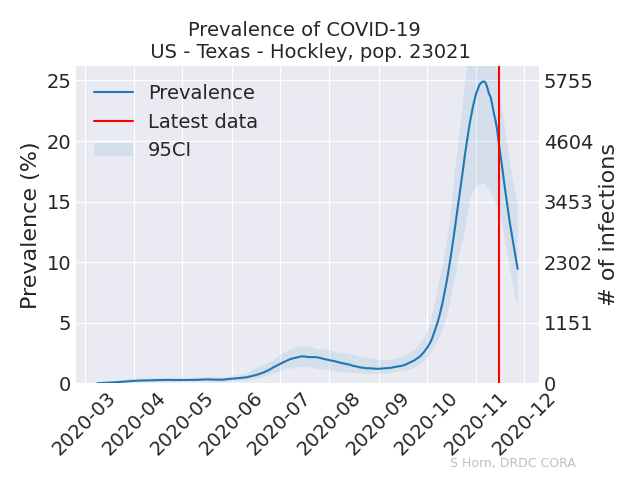 Prevalence of COVID-19
US - Texas - Hockley, pop. 23021
Prevalence
Latest data
95CI
Prevalence (%)
25
20
15
10
5
0
5755
4604
3453
2302
1151
0
# of infections
2020-03
2020-04
2020-05
2020-06
2020-07
2020-08
2020-09
2020-10
2020-11
2020-12
S Horn, DRDC CORA